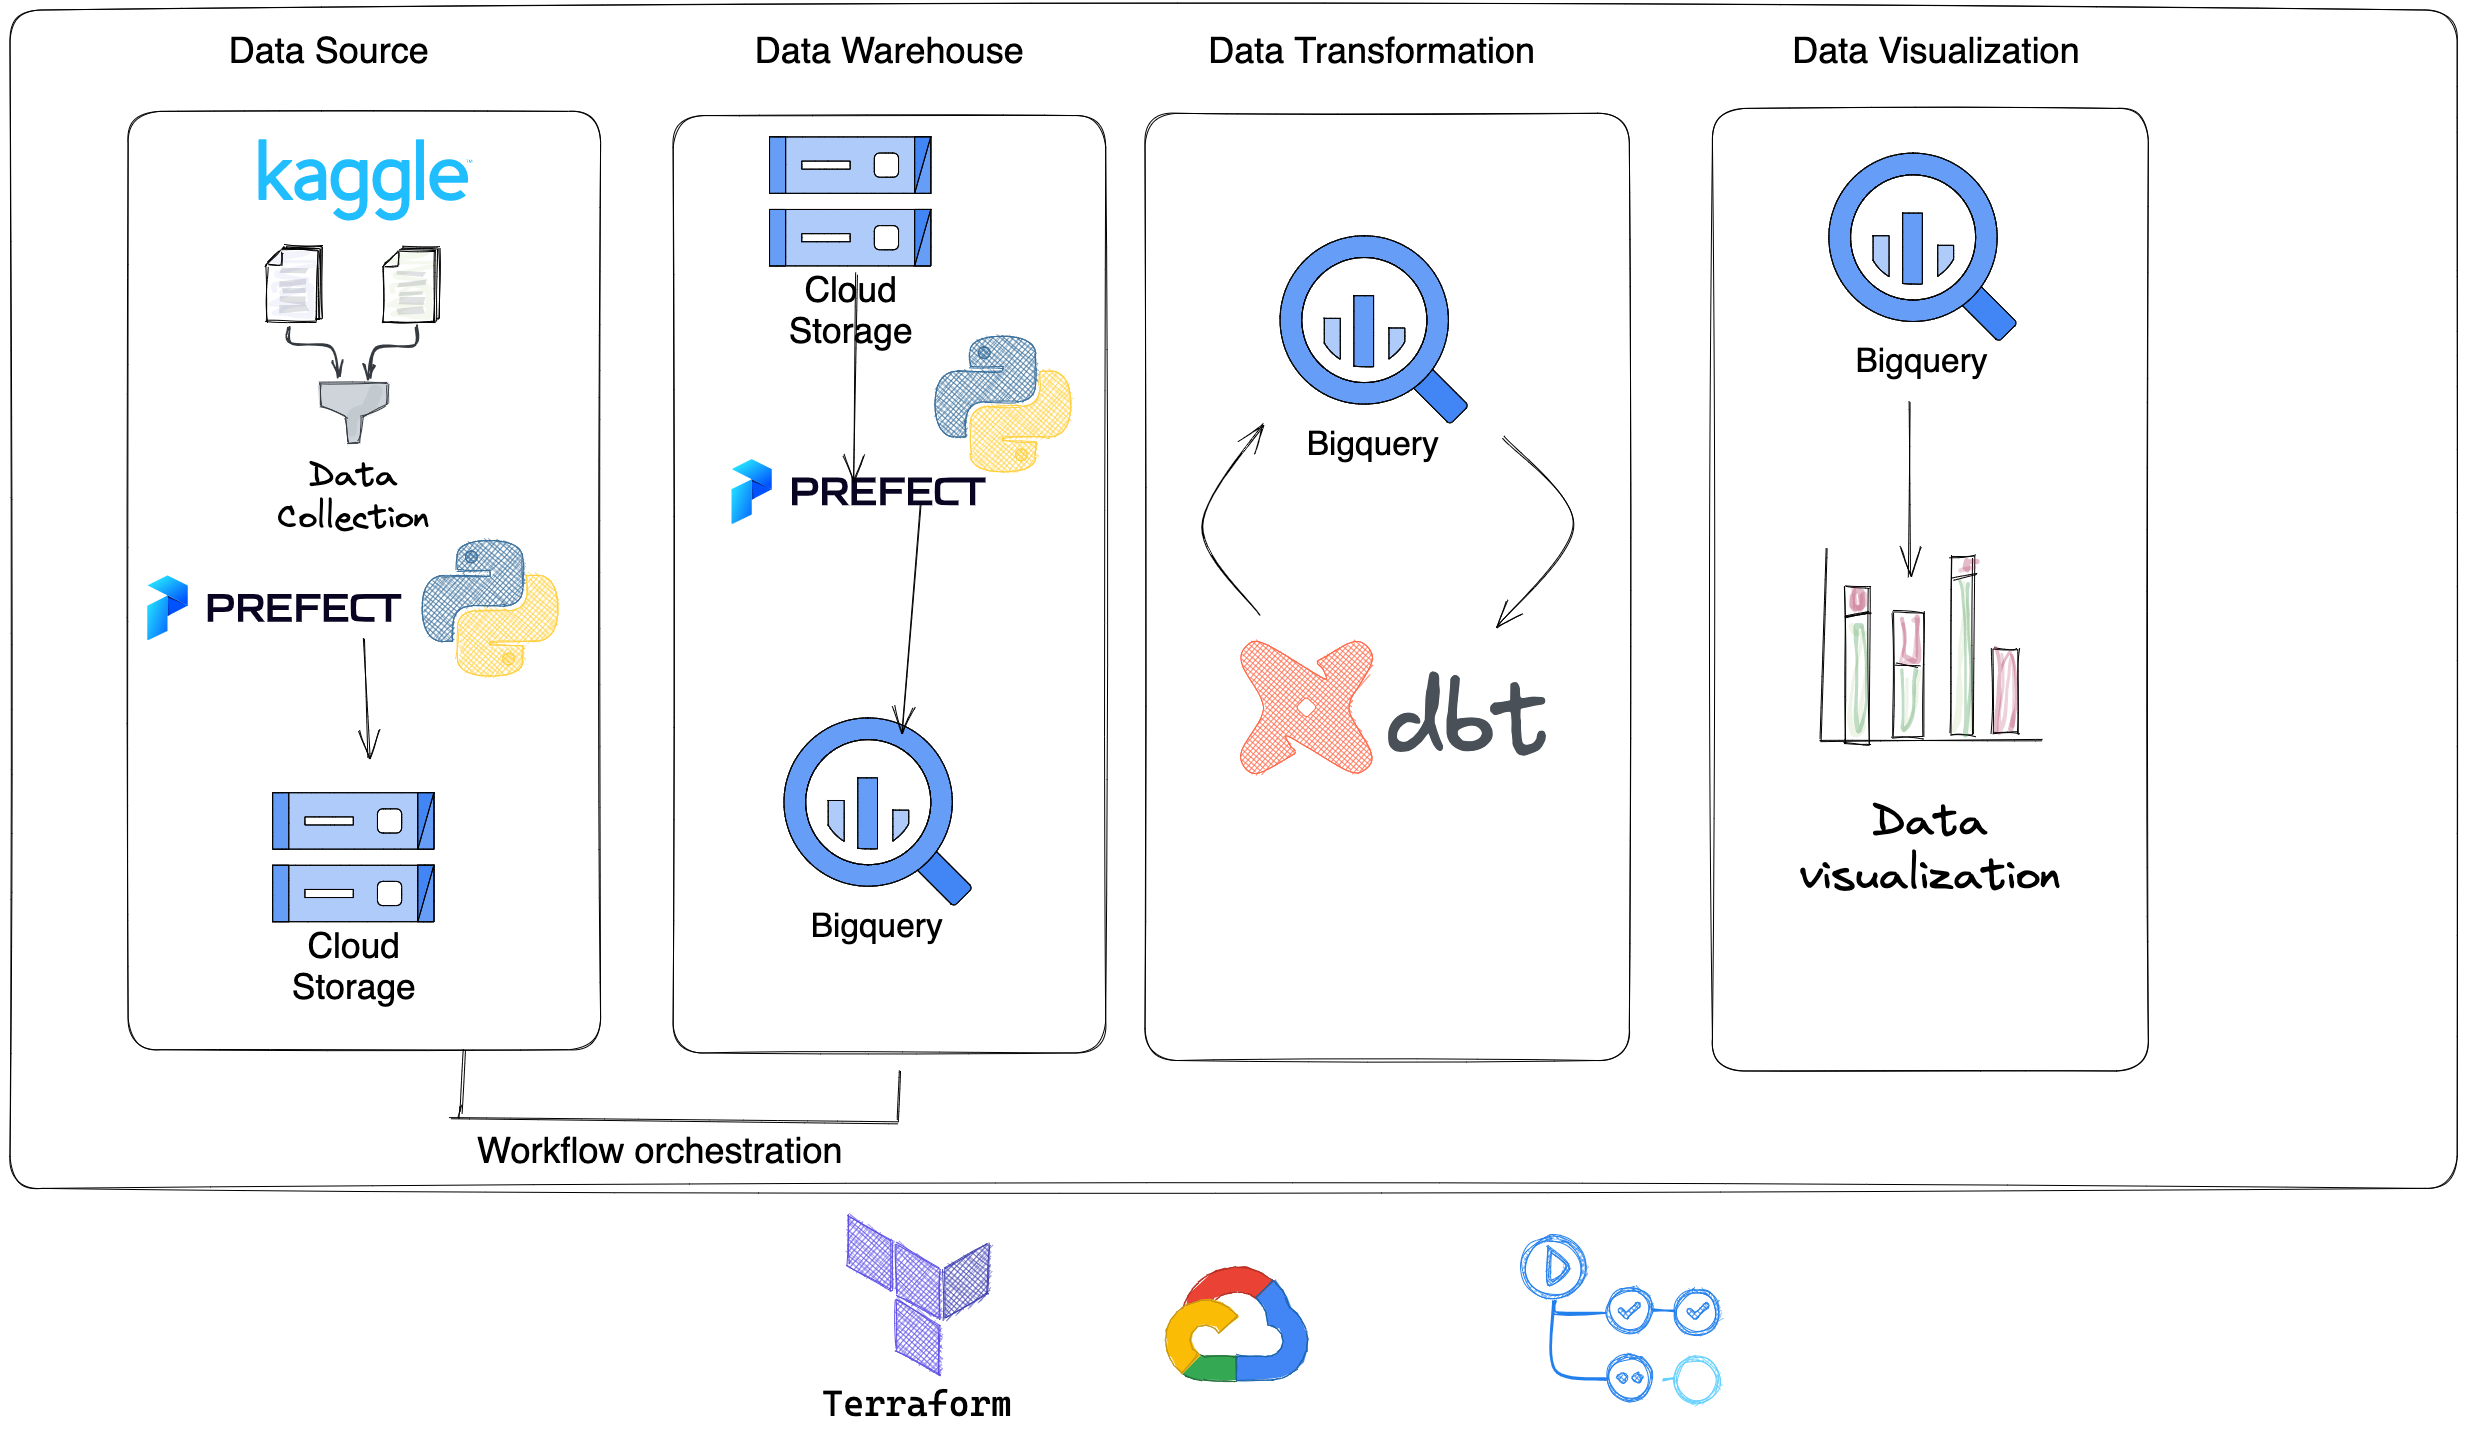 Data Source
Data Warehouse
Data Transformation
Data Visualization
kaggle
Data
Collection
PREFECT
Cloud
Storage
Cloud
Storage
PREFECT
Bigquery
Bigquery
dbt
Bigquery
Data
visualization
Workflow orchestration
Terraform